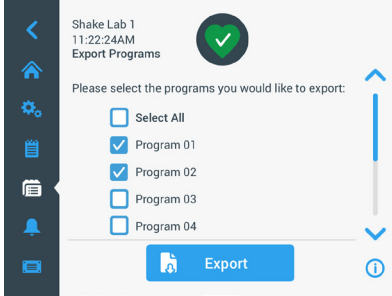 Shake Lab 1
11:22:24AM
Export Programs
Please select the programs you would like to export:
Select All
Program 01
Program 02
Program 03
Program 04
Export